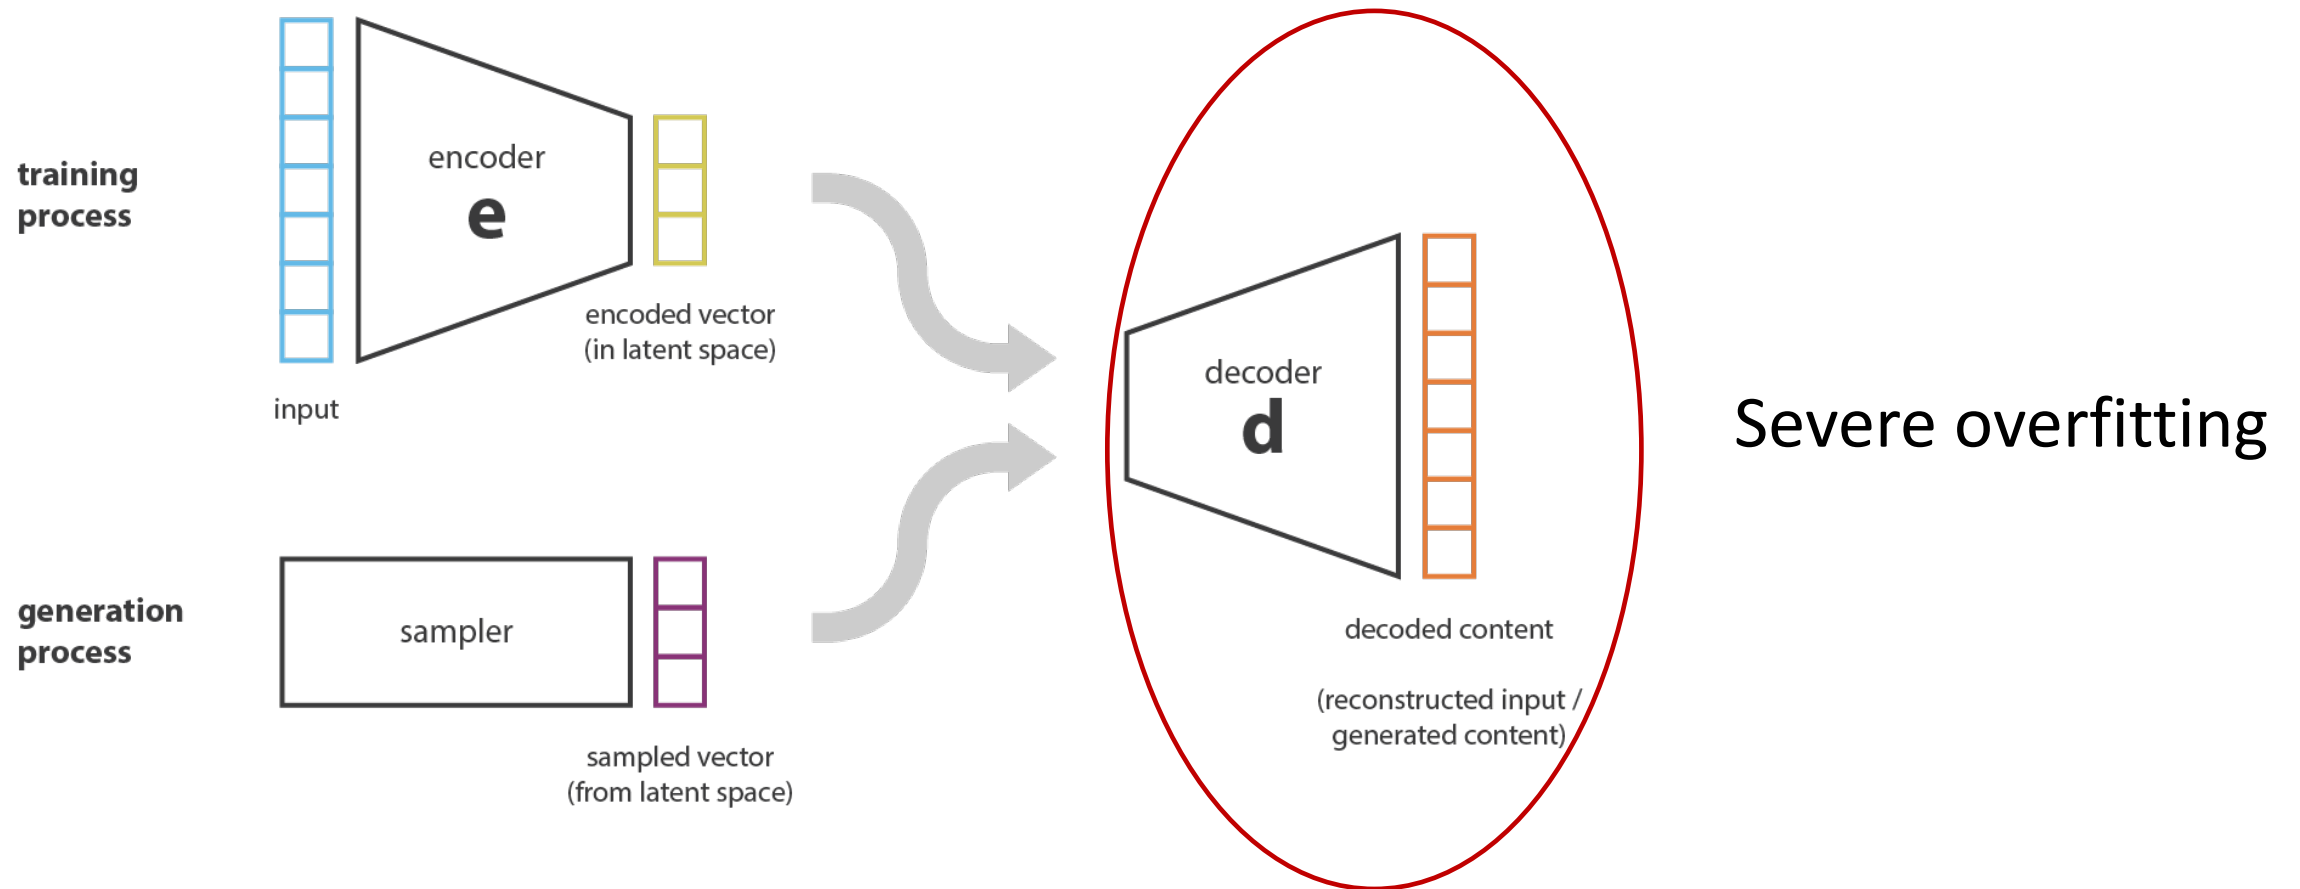 training
process
encoder
e
encoded vector
(in latent space)
input
generation
process
sampler
sampled vector
(from latent space)
decoder
d
decoded content
(reconstructed input /
generated content)
Severe overfitting